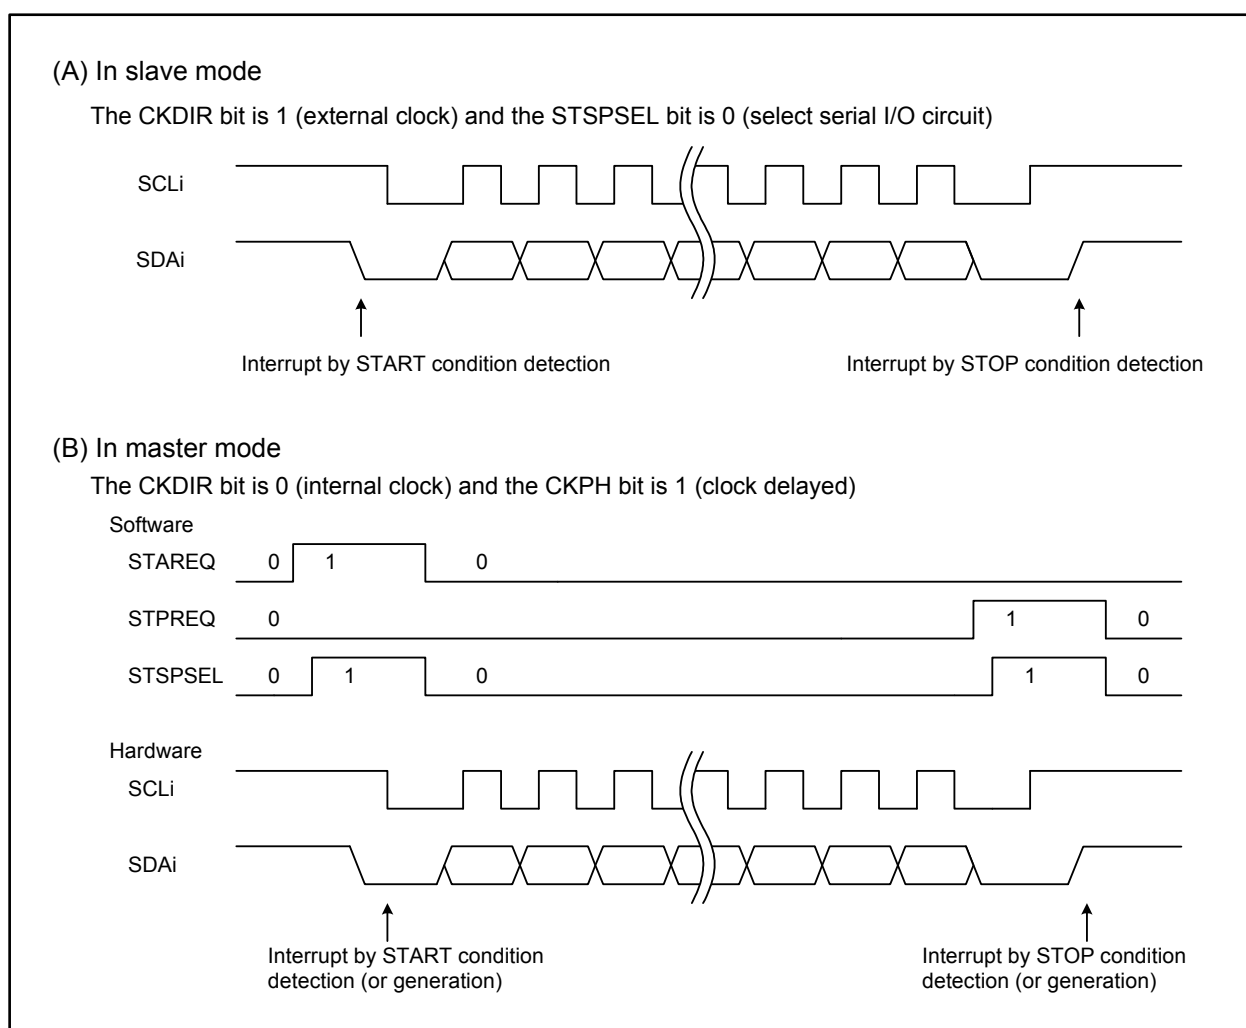 (A) In slave mode
The CKDIR bit is 1 (external clock) and the STSPSEL bit is 0 (select serial I/O circuit)
SCLi
SDAi
Interrupt by START condition detection
Interrupt by STOP condition detection
(B) In master mode
The CKDIR bit is 0 (internal clock) and the CKPH bit is 1 (clock delayed)
Software
STAREQ 0 1 0
STPREQ 0 1 0
STSPSEL 0 1 0 1 0
Hardware
SCLi
SDAi
Interrupt by START condition
detection (or generation)
Interrupt by STOP condition
detection (or generation)